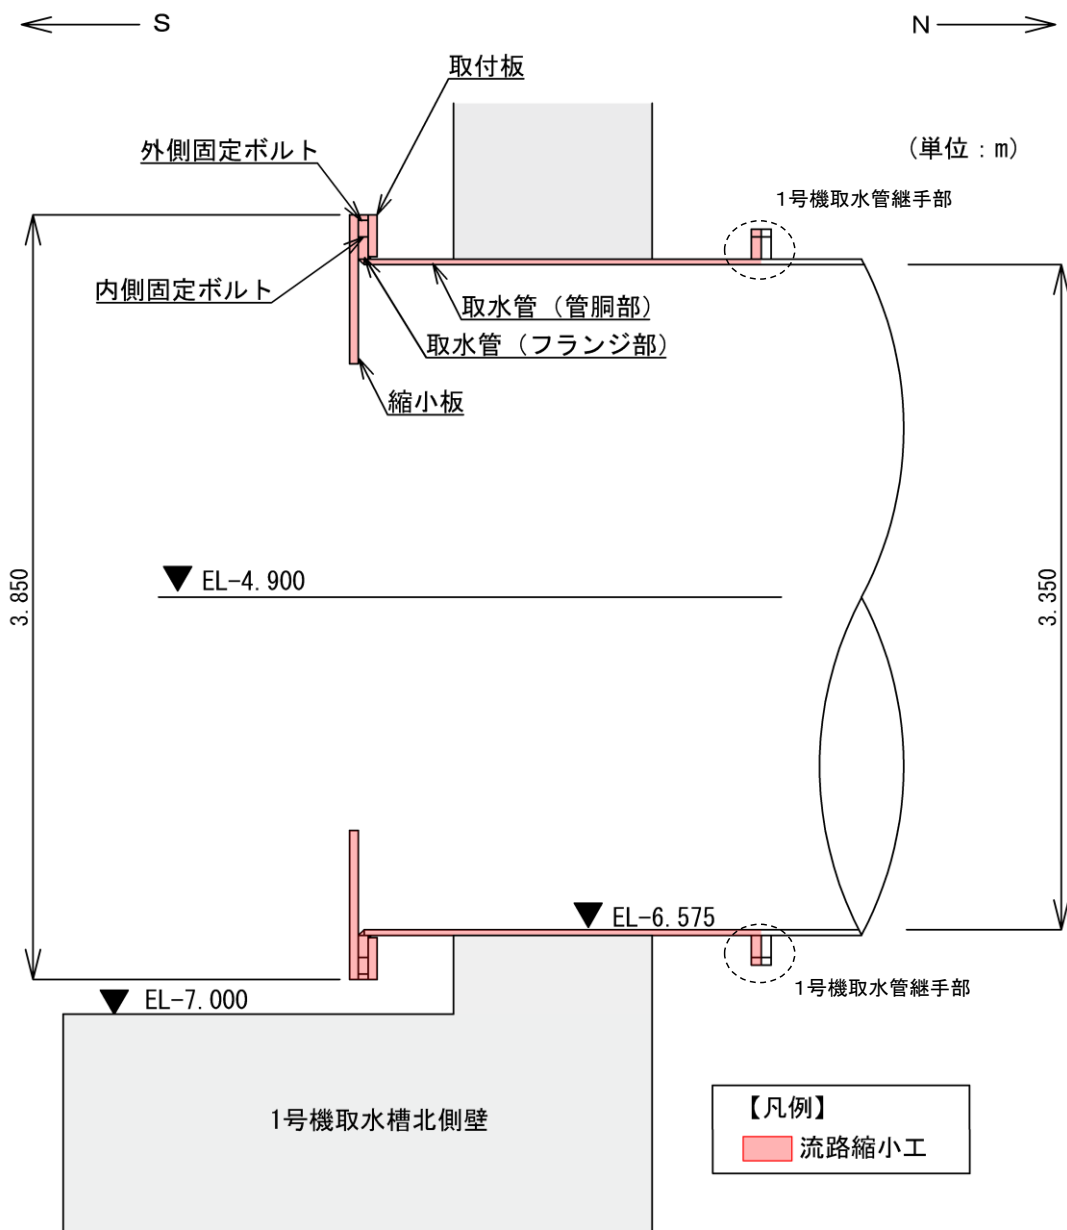 S
N
取付板
外側固定ボルト
(単位：m)
1号機取水管継手部
内側固定ボルト
取水管（管胴部）
取水管（フランジ部）
縮小板
EL-4.900
3.850
3.350
EL-6.575
1号機取水管継手部
EL-7.000
1号機取水槽北側壁
【凡例】
流路縮小工